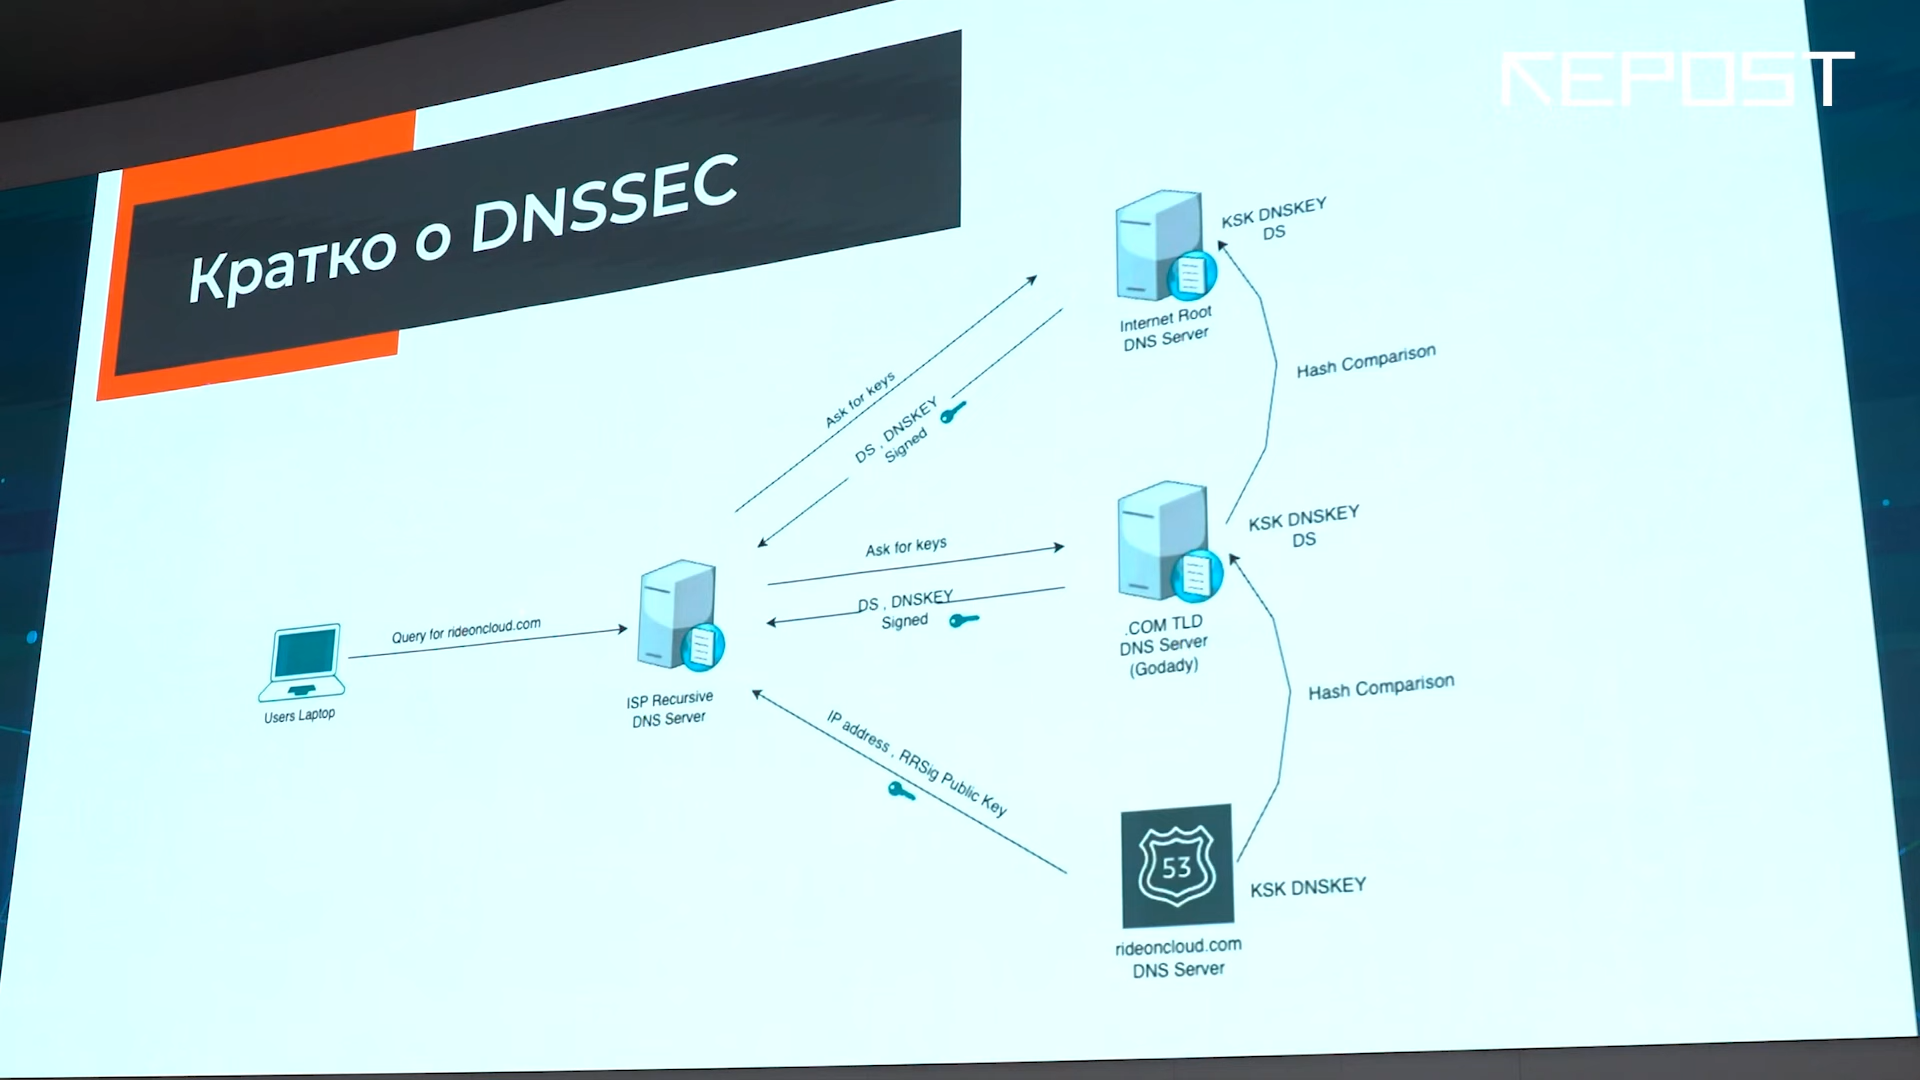 REPOST
Кратко о DNSSEC
KSK DNSKEY
DS
Internet Root
DNS Server
Hash Comparison
Ask for keys
DS , DNSKEY
Signed
KSK DNSKEY
DS
Ask for keys
DS , DNSKEY
Signed
.COM TLD
DNS Server
(Godady)
Query for rideoncloud.com
Users Laptop
ISP Recursive
DNS Server
Hash Comparison
IP address , RRSig Public Key
53
KSK DNSKEY
rideoncloud.com
DNS Server